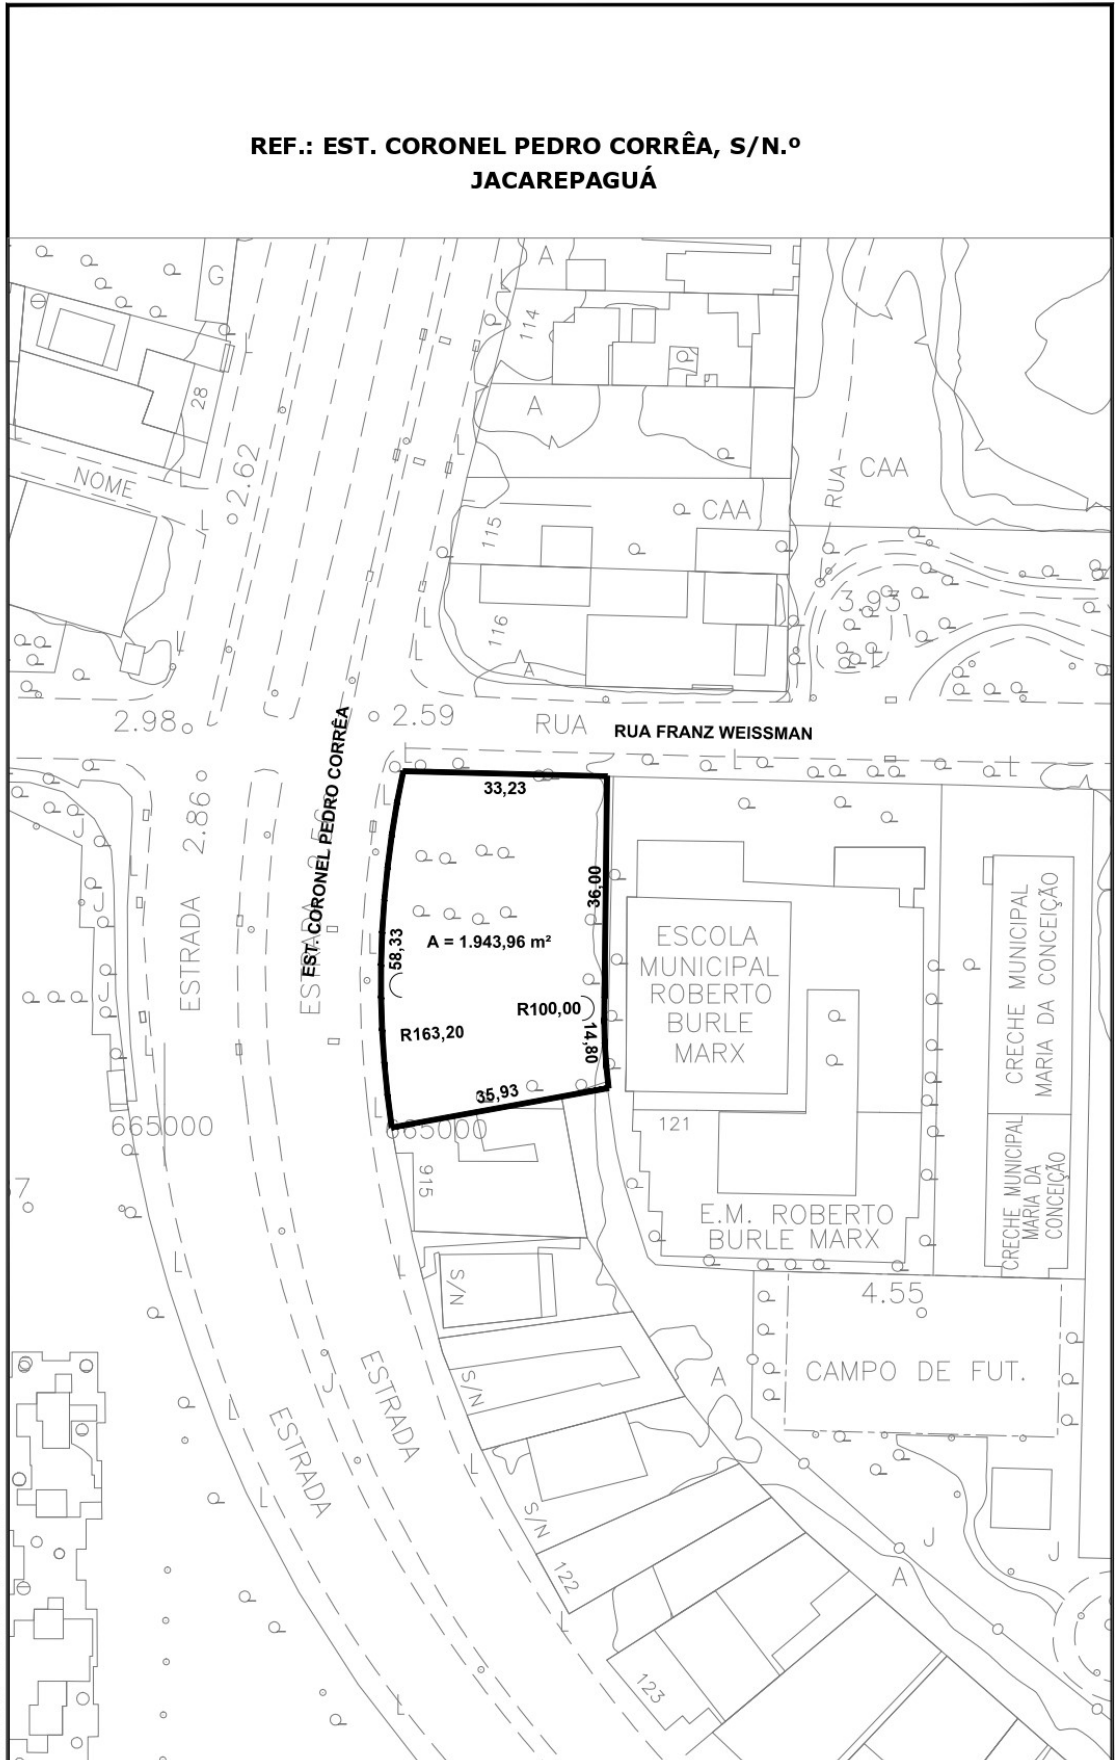 REF.: EST. CORONEL PEDRO CORRÊA, S/N.º
JACAREPAGUÁ
G
A
114
28
A
2.62
NOME
CAA
RUA
CAA
115
3.93
116
A
2.98
2.59
RUA
RUA FRANZ WEISSMAN
EST. CORONEL PEDRO CORRÊA
33,23
2.86
J
36,00
58,33
A = 1.943,96 m²
ESTRADA
ESTRADA
J
J
ESCOLA
MUNICIPAL
ROBERTO
BURLE
MARX
CRECHE MUNICIPAL
MARIA DA CONCEIÇÃO
R100,00
R163,20
14,80
35,93
665000
665000
121
915
CRECHE MUNICIPAL
MARIA DA
CONCEIÇÃO
E.M. ROBERTO
BURLE MARX
S/N
4.55
CAMPO DE FUT.
A
S/N
J
ESTRADA
ESTRADA
S/N
J
J
122
A
123